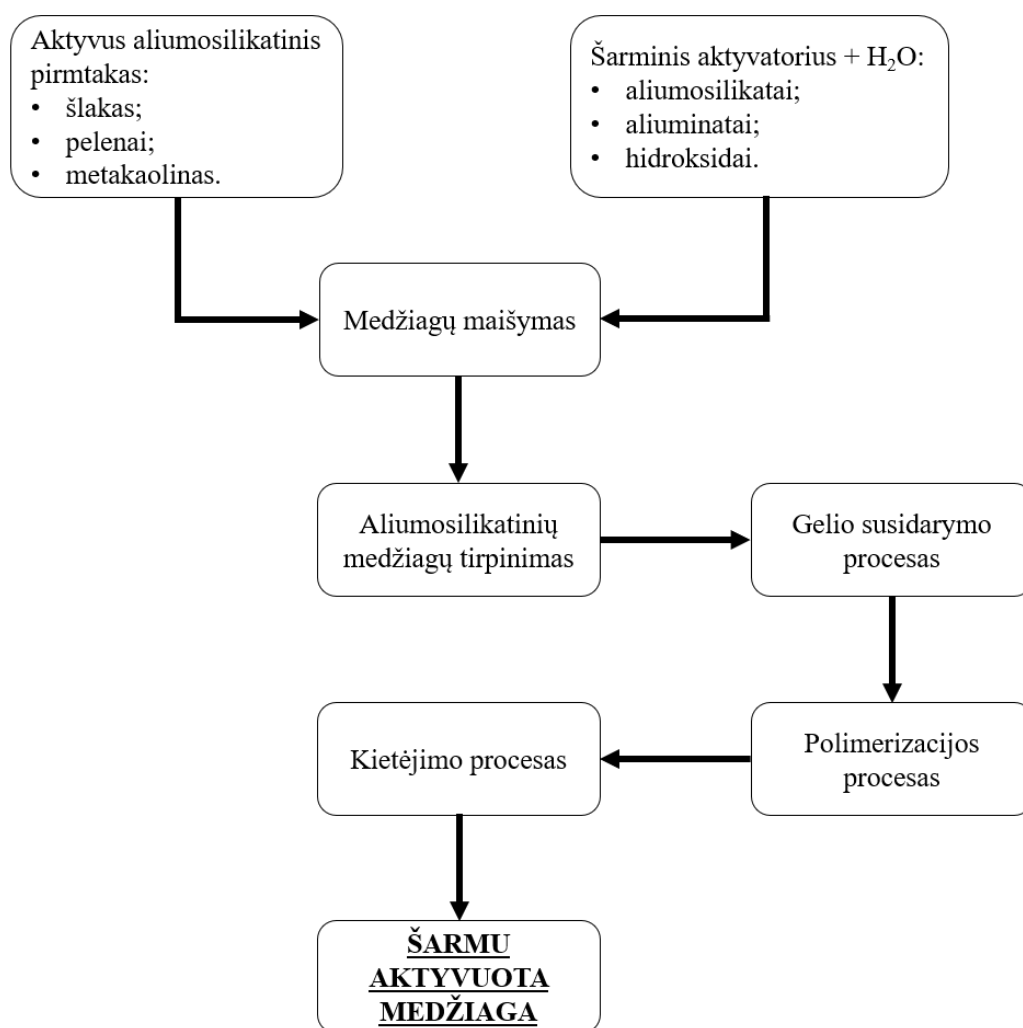 Aktyvus aliumosilikatinis
pirmtakas:
• šlakas;
• pelenai;
• metakaolinas.
Šarminis aktyvatorius + H₂O:
• aliumosilikatai;
• aliuminatai;
• hidroksidai.
Medžiagų maišymas
Aliumosilikatinių
medžiagų tirpinimas
Gelio susidarymo
procesas
Polimerizacijos
procesas
Kietėjimo procesas
ŠARMU
AKTYVUOTA
MEDŽIAGA